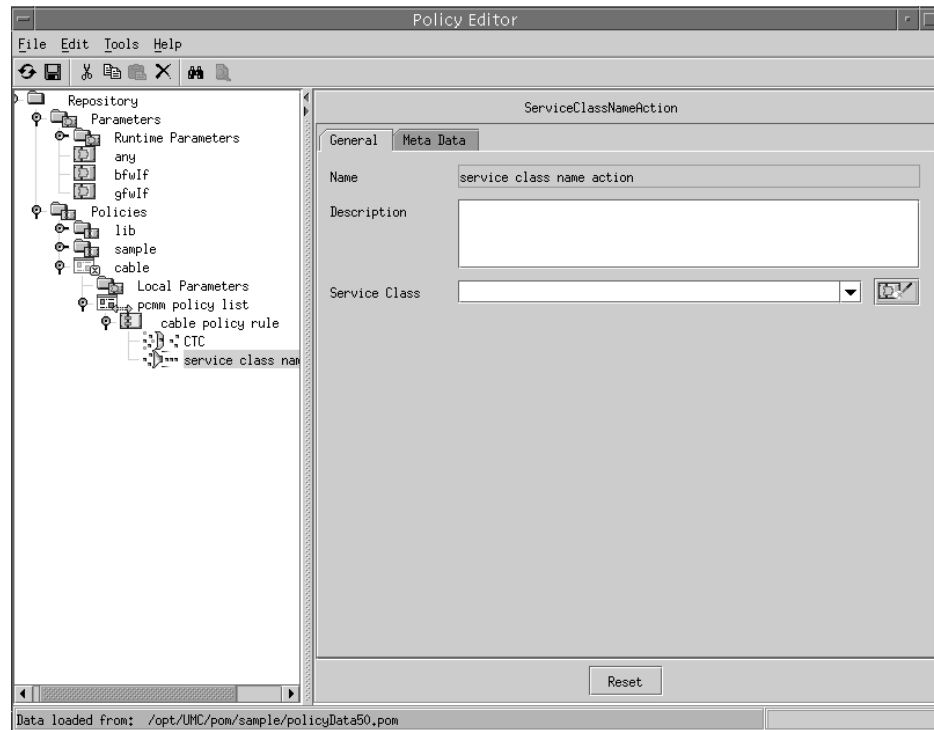 Policy Editor
File Edit Tools Help
Repository
Parameters
Runtime Parameters
any
bfwIf
gfwIf
Policies
lib
sample
cable
Local Parameters
pcmm policy list
cable policy rule
CTC
service class nam
ServiceClassNameAction
General Meta Data
Name service class name action
Description
Service Class
Reset
Data loaded from: /opt/UMC/pom/sample/policyData50.pom